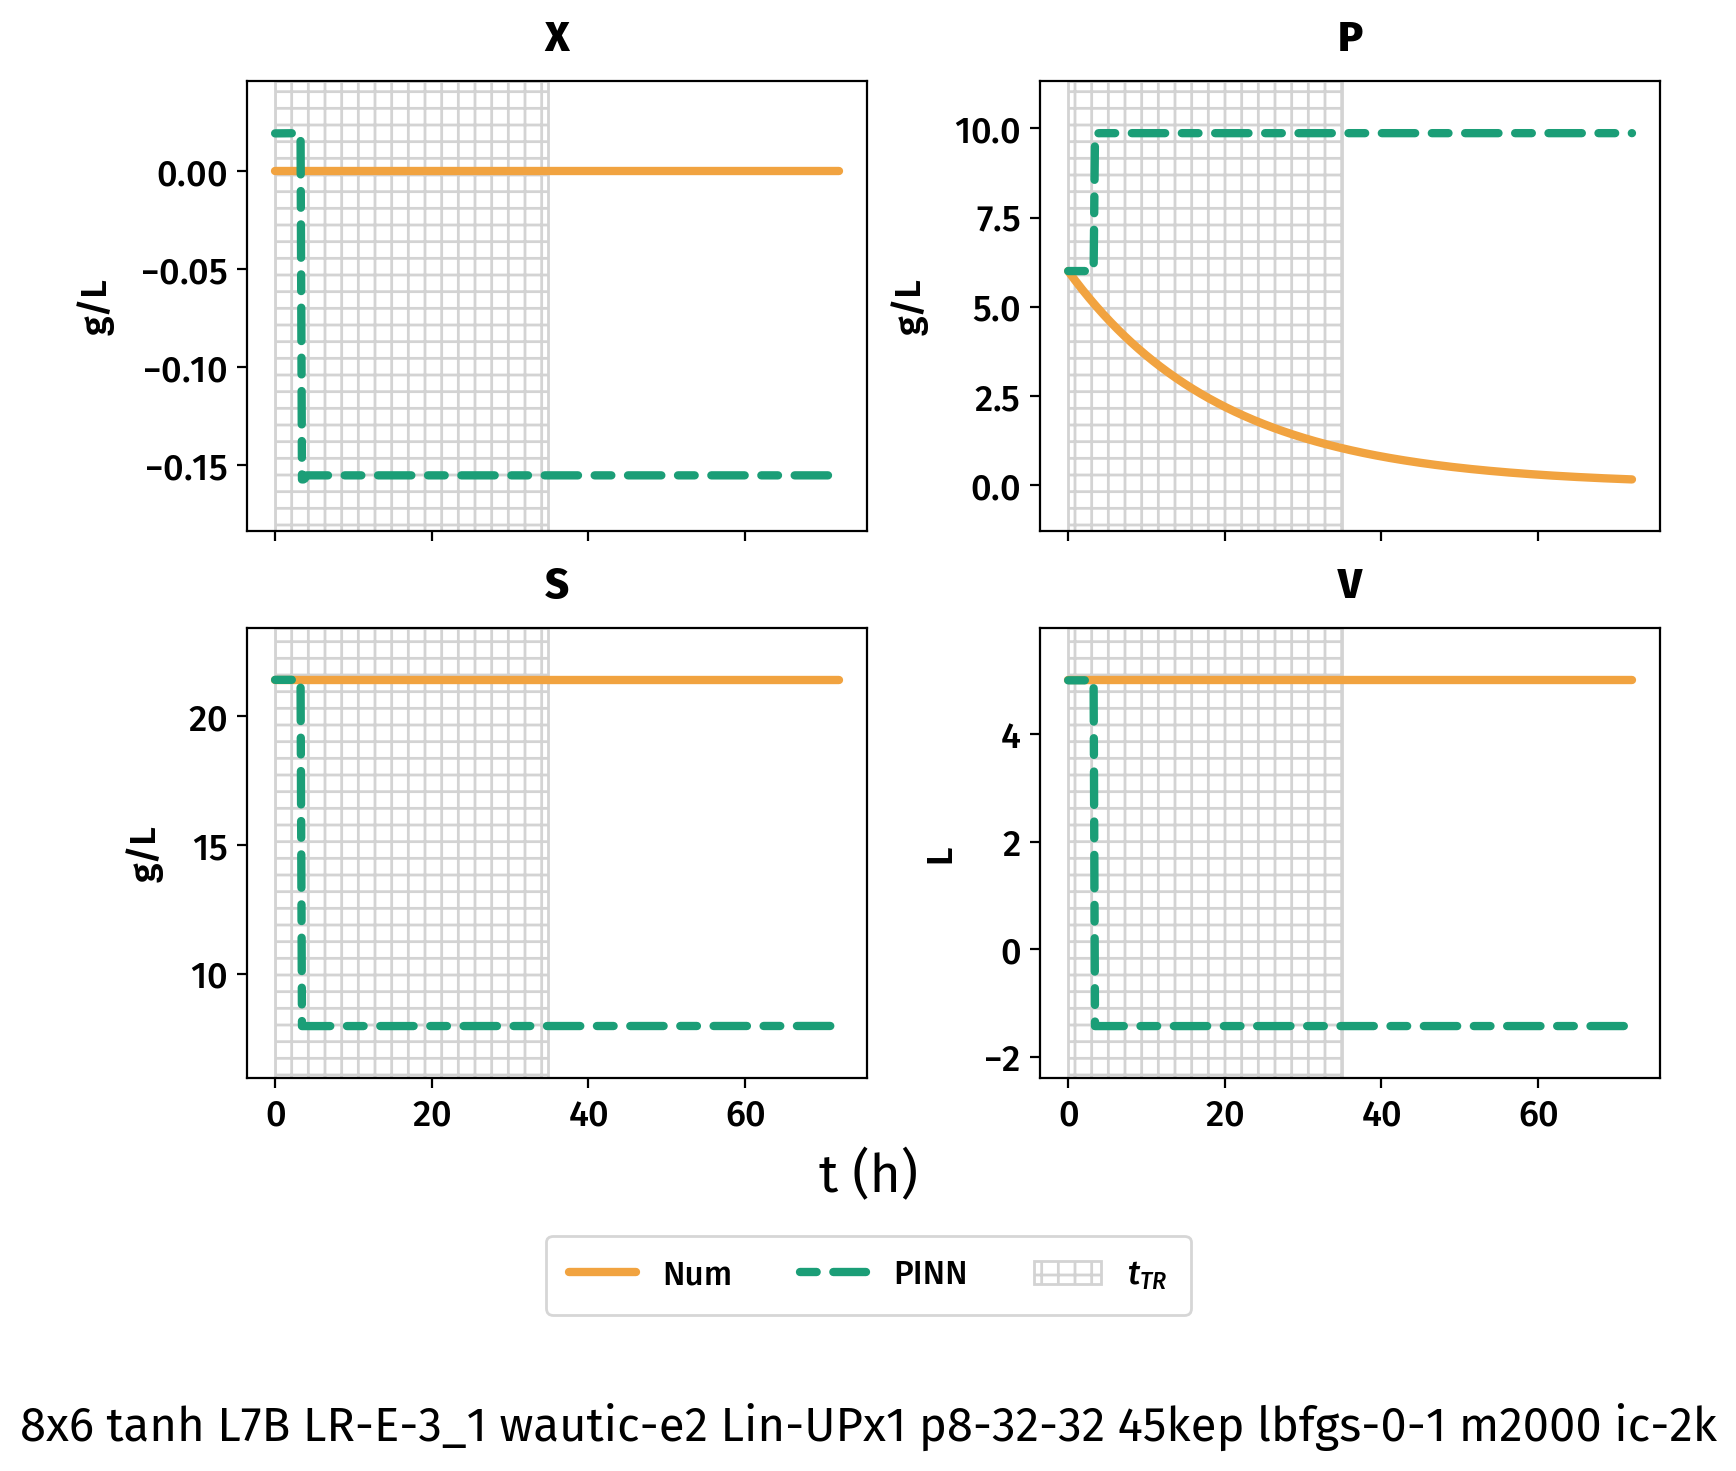 X
P
0.00
−0.05
−0.10
−0.15
g/L
10.0
7.5
5.0
2.5
0.0
g/L
S
V
20
15
10
g/L
4
2
0
−2
L
0 20 40 60
0 20 40 60
t (h)
Num PINN tTR
8x6 tanh L7B LR-E-3_1 wautic-e2 Lin-UPx1 p8-32-32 45kep lbfgs-0-1 m2000 ic-2k